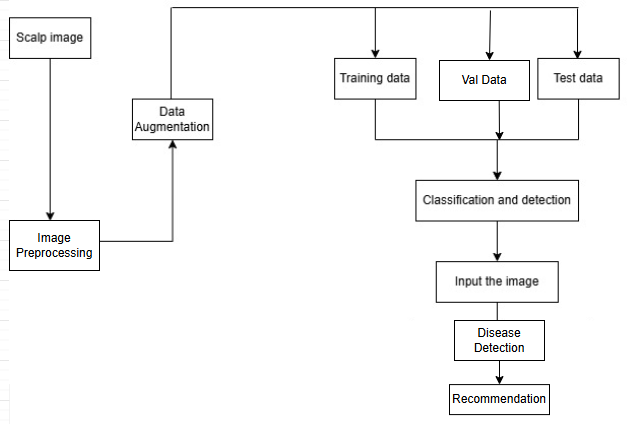 Scalp image
Image
Preprocessing
Data
Augmentation
Training data
Val Data
Test data
Classification and detection
Input the image
Disease
Detection
Recommendation